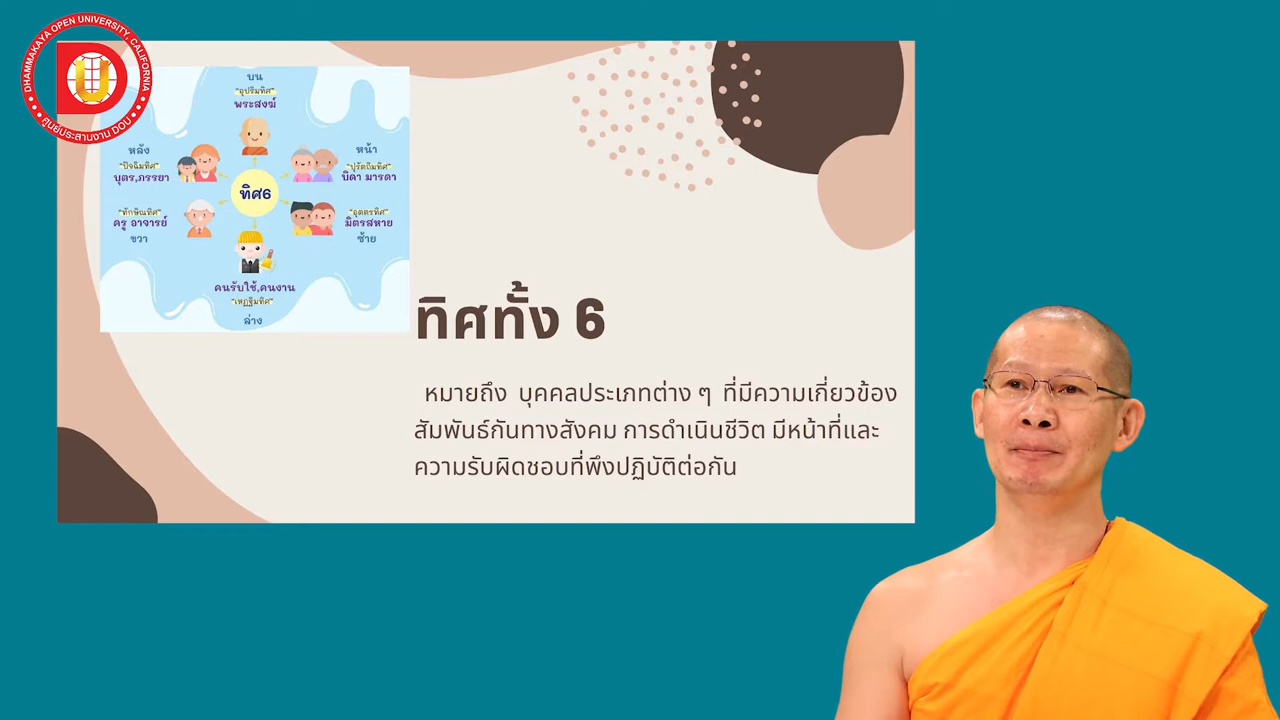 DHAMMAKAYA OPEN UNIVERSITY, CALIFORNIA
D
U
ศูนย์ประสานงาน DOU
บน
"อุปริมทิศ"
พระสงฆ์
หลัง
"ปัจฉิมทิศ"
บุตร,ภรรยา
หน้า
"ปุรัตถิมทิศ"
บิดา มารดา
ทิศ6
"ทักษิณทิศ"
ครู อาจารย์
ขวา
"อุตตรทิศ"
มิตรสหาย
ซ้าย
คนรับใช้,คนงาน
"เหฏฐิมทิศ"
ล่าง
ทิศทั้ง 6
หมายถึง บุคคลประเภทต่าง ๆ ที่มีความเกี่ยวข้อง
สัมพันธ์กันทางสังคม การดำเนินชีวิต มีหน้าที่และ
ความรับผิดชอบที่พึงปฏิบัติต่อกัน